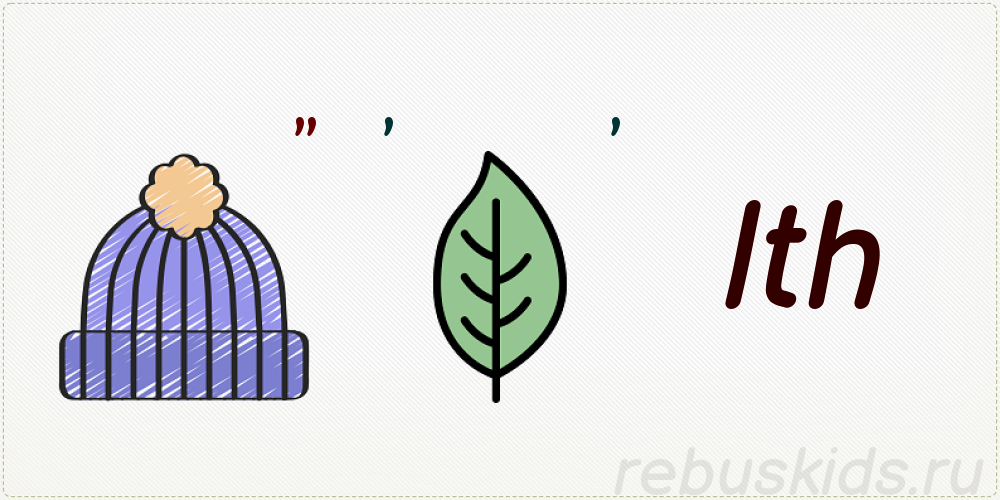 „ ‚ ‚
lth
rebuskids.ru